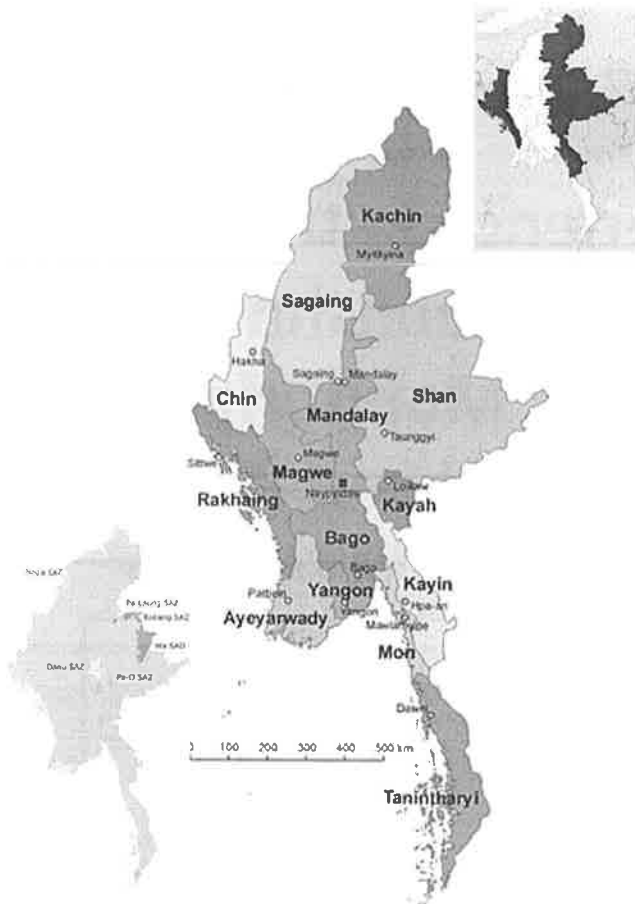 Kachin
Myitkyina
Sagaing
Hakha
Sagaing
Mandalay
Chin
Shan
Mandalay
Taunggyi
Sittwe
Magwe
Magwe
Loikaw
Rakhaing
Naypyidaw
Kayah
Bago
Naga SAZ
Bago
Kayin
Pa-Laung SAZ
Pathein
Yangon
Kokang SAZ
Hpa-an
Yangon
Ayeyarwady
Wa SAD
Mawlamyine
Danu SAZ
Mon
Pa-O SAZ
Dawei
0 100 200 300 400 500 km
Tanintharyi